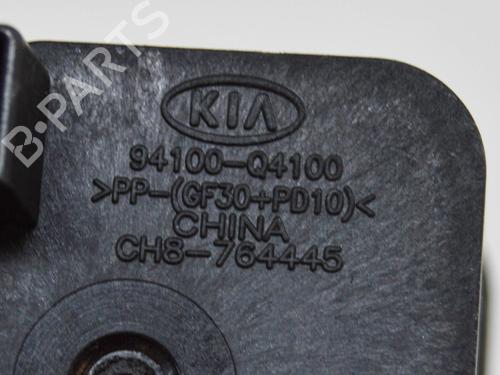 B-PARTS
KIA
94100-Q4100
>PP-(GF30+PD10)<
CHINA
CH8-764445